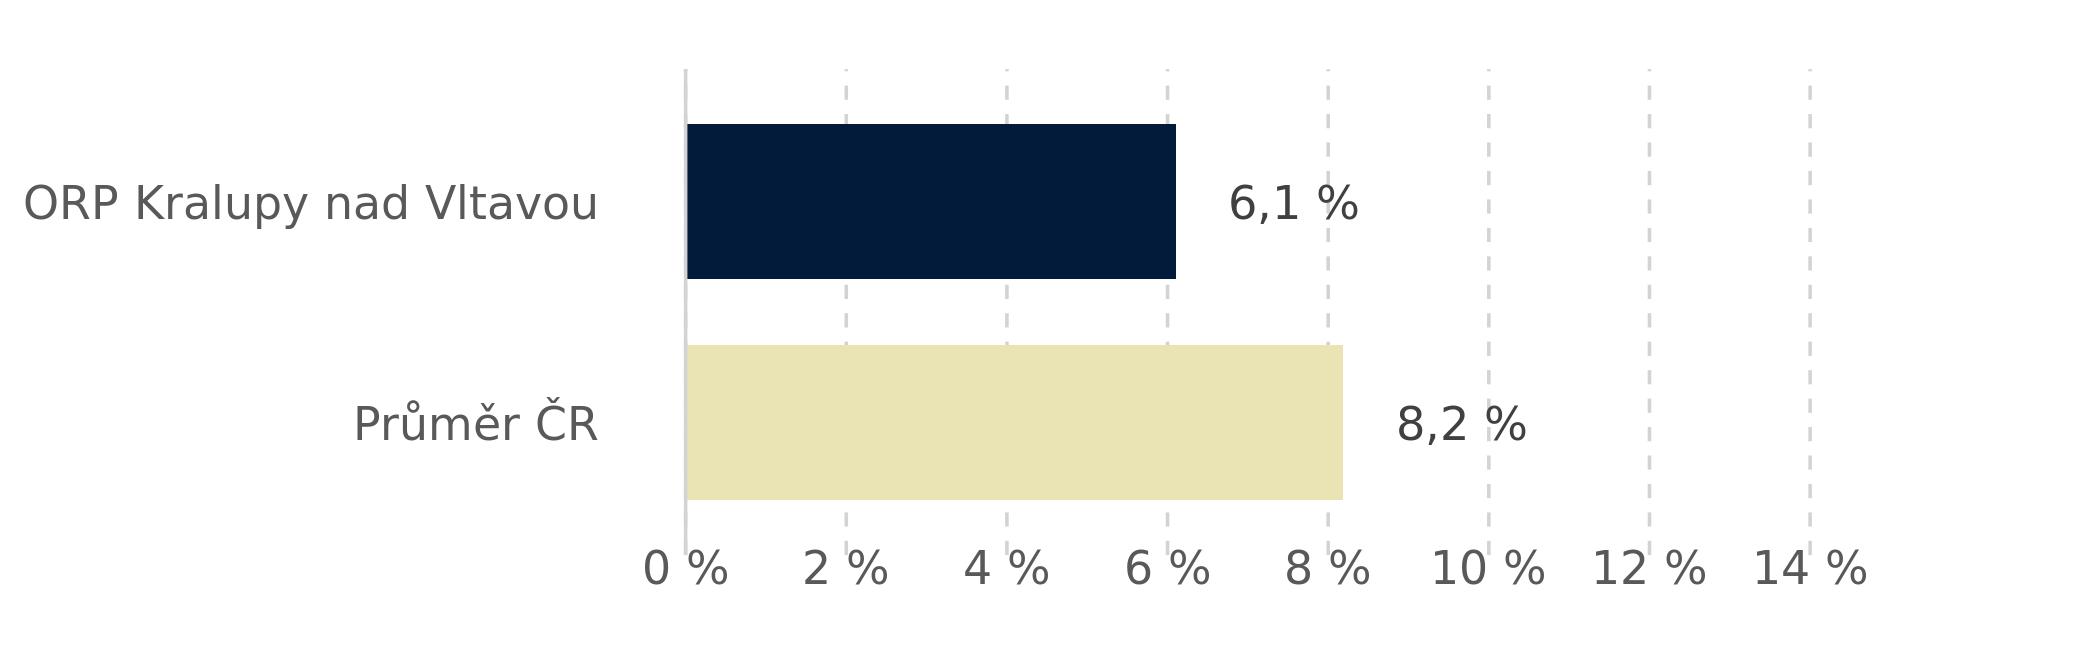 ORP Kralupy nad Vltavou
6,1 %
Průměr ČR
8,2 %
0 % 2 % 4 % 6 % 8 % 10 % 12 % 14 %